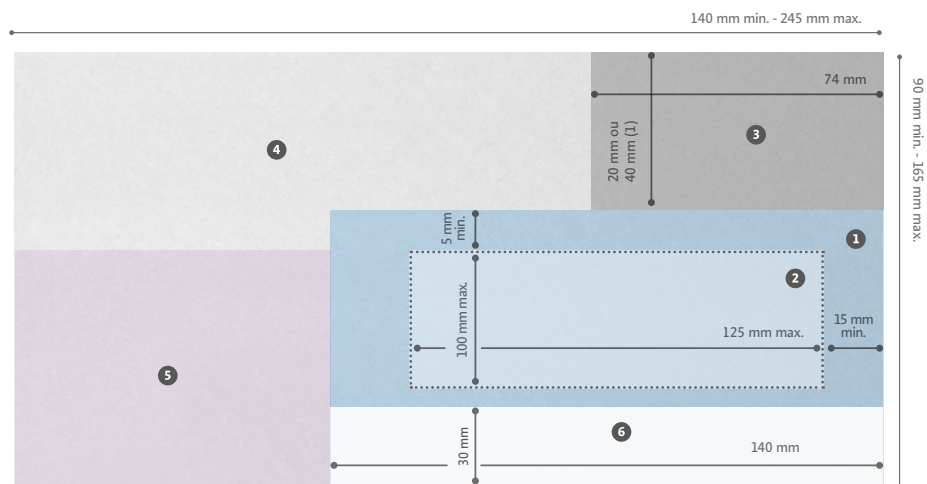 140 mm min. - 245 mm max.
74 mm
90 mm min. - 165 mm max.
20 mm ou
40 mm (1)
3
4
5 mm
min.
1
2
100 mm max.
125 mm max.
15 mm
min.
5
6
30 mm
140 mm